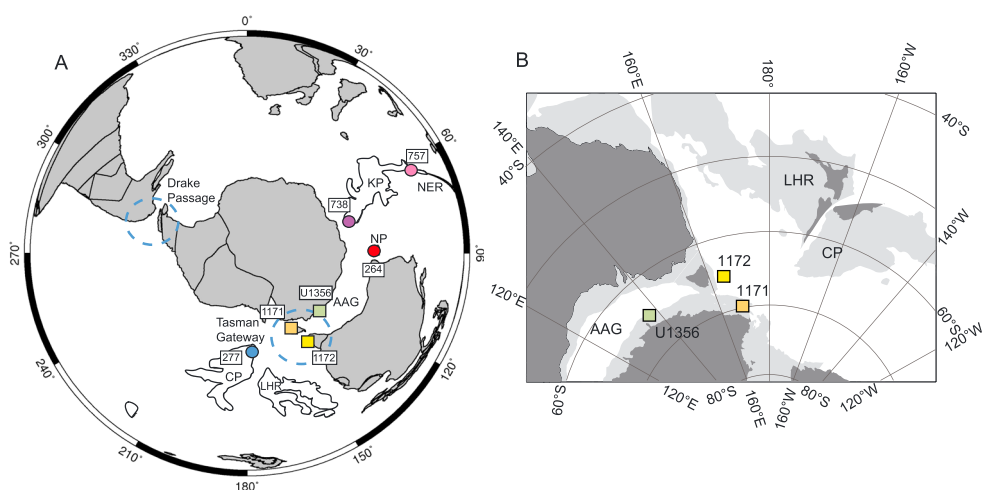 A
0˚
30˚
60˚
90˚
120˚
150˚
180˚
210˚
240˚
270˚
300˚
330˚
Drake
Passage
757
KP
NER
738
NP
264
U1356
AAG
1171
Tasman
Gateway
277
1172
CP
LHR
B
160°E
180°
160°W
40°S
140°E
40°S
LHR
140°W
CP
1172
1171
120°E
AAG
U1356
60°S
120°W
60°S
120°E
80°S
160°E
160°W
80°S
120°W